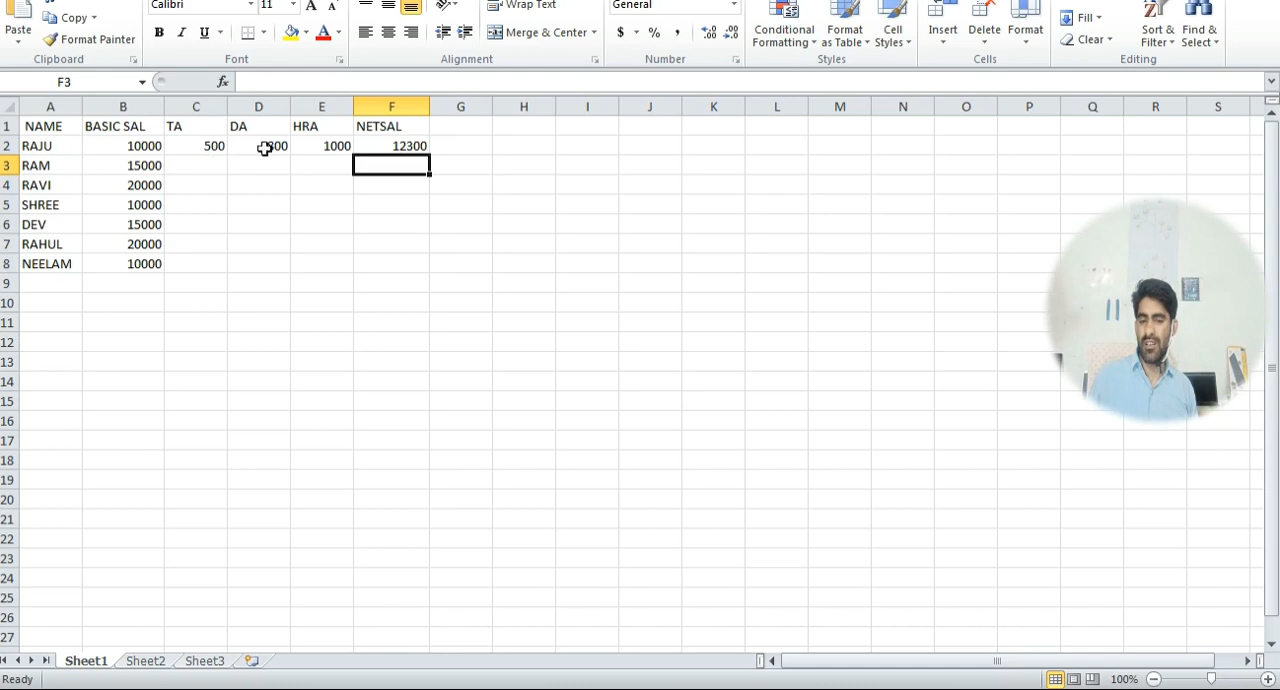 Calibri 11 A A Wrap Text General
Paste Copy Format Painter B I U A Merge & Center $ % , Conditional Formatting Format as Table Cell Styles Insert Delete Format Fill Clear Sort & Filter Find & Select
Clipboard Font Alignment Number Styles Cells Editing
F3 fx
A B C D E F G H I J K L M N O P Q R S
1 NAME BASIC SAL TA DA HRA NETSAL
2 RAJU 10000 500 1000 12300
3 RAM 15000
4 RAVI 20000
5 SHREE 10000
6 DEV 15000
7 RAHUL 20000
8 NEELAM 10000
9
10
11
12
13
14
15
16
17
18
19
20
21
22
23
24
25
26
27
Sheet1 Sheet2 Sheet3
Ready 100%